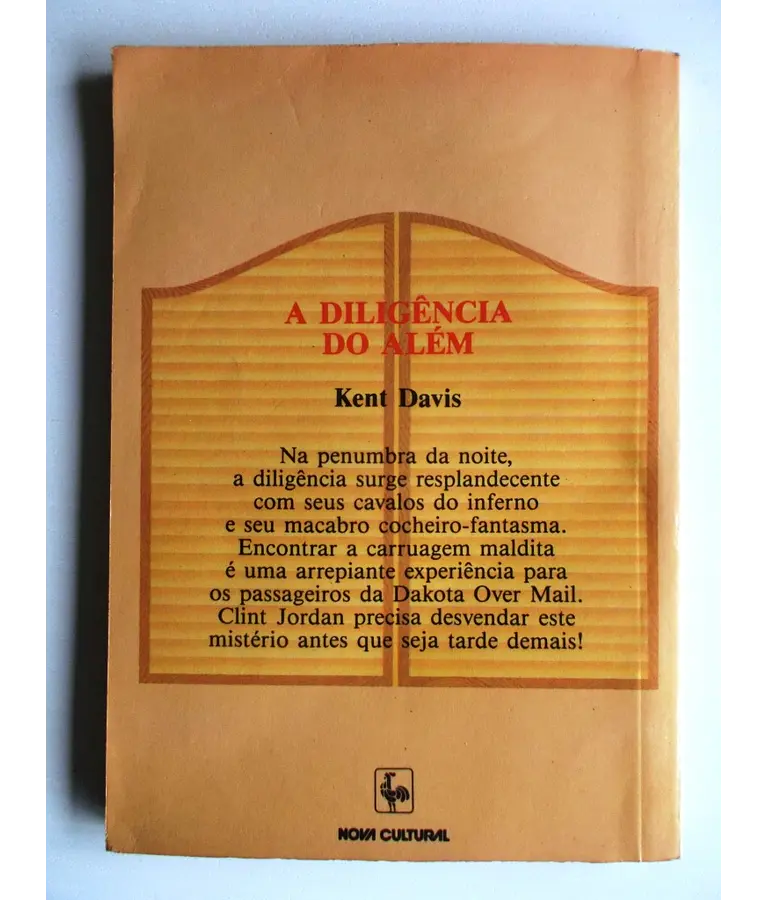 A DILIGÊNCIA
DO ALÉM
Kent Davis
Na penumbra da noite,
a diligência surge resplandecente
com seus cavalos do inferno
e seu macabro cocheiro-fantasma.
Encontrar a carruagem maldita
é uma arrepiante experiência para
os passageiros da Dakota Over Mail.
Clint Jordan precisa desvendar este
mistério antes que seja tarde demais!
NOVA CULTURAL